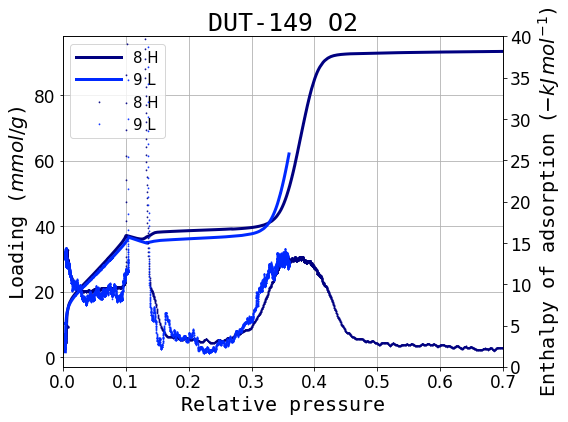 DUT-149 O2
8 H
9 L
8 H
9 L
Loading (mmol/g)
80
60
40
20
0
40
35
30
25
20
15
10
5
0
Enthalpy of adsorption (−kJ mol⁻¹)
0.0 0.1 0.2 0.3 0.4 0.5 0.6 0.7
Relative pressure